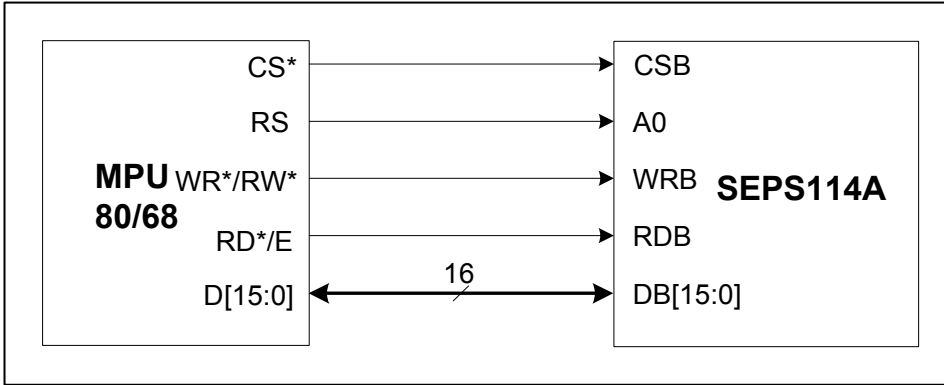 CS* CSB
RS A0
MPU WR*/RW* WRB SEPS114A
80/68
RD*/E RDB
16
D[15:0] DB[15:0]